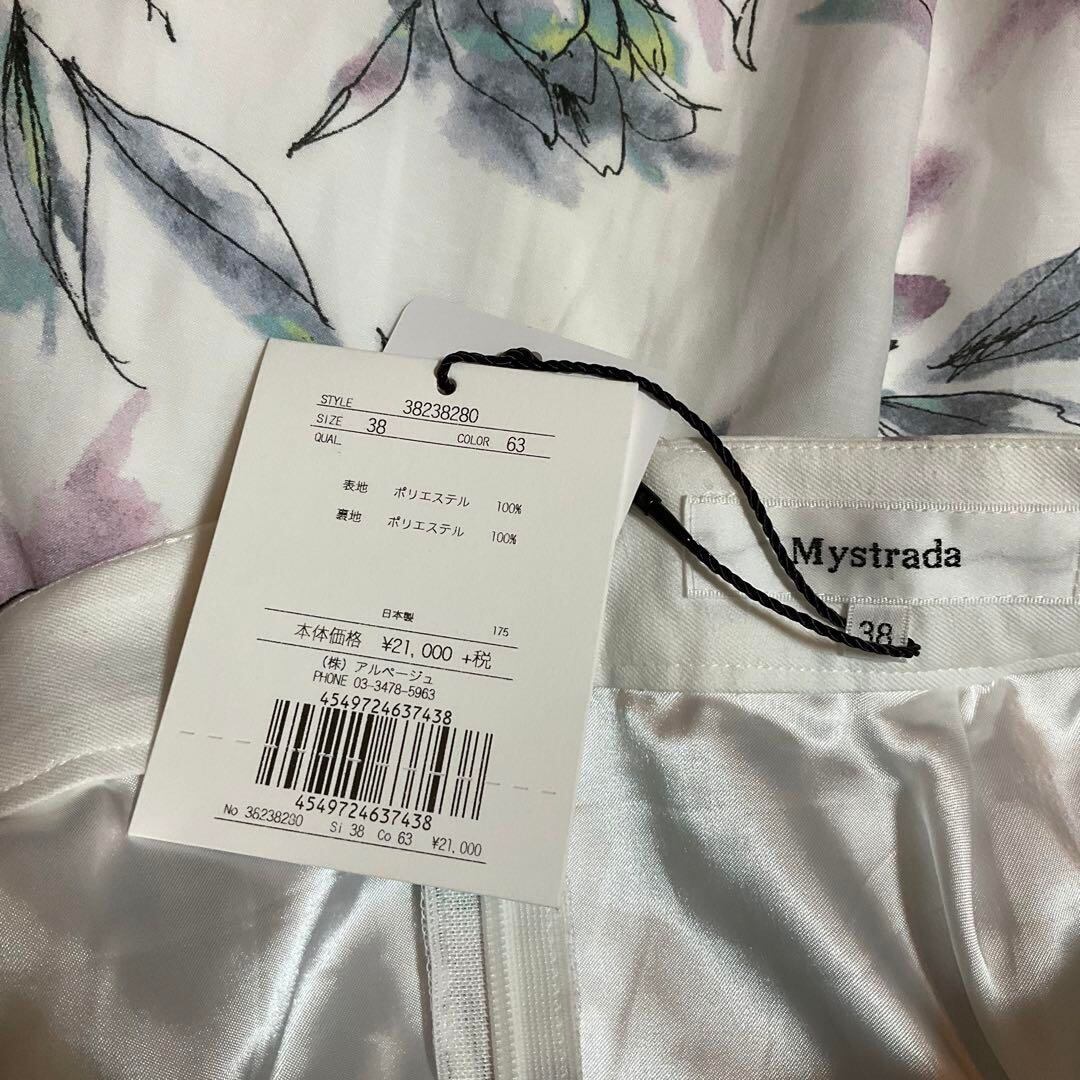 STYLE 38238280
SIZE 38 COLOR 63
QUAL
表地 ポリエステル 100%
裏地 ポリエステル 100%
日本製 175
本体価格 ¥21,000 +税
(株) アルページュ
PHONE 03-3478-5963
4549724637438
4549724637438
No 38238280 Si 38 Co 63 ¥21,000
Mystrada
38